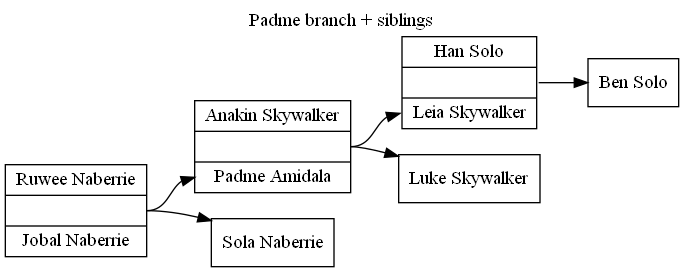 Padme branch + siblings
Han Solo
Leia Skywalker
Ben Solo
Anakin Skywalker
Padme Amidala
Luke Skywalker
Ruwee Naberrie
Jobal Naberrie
Sola Naberrie